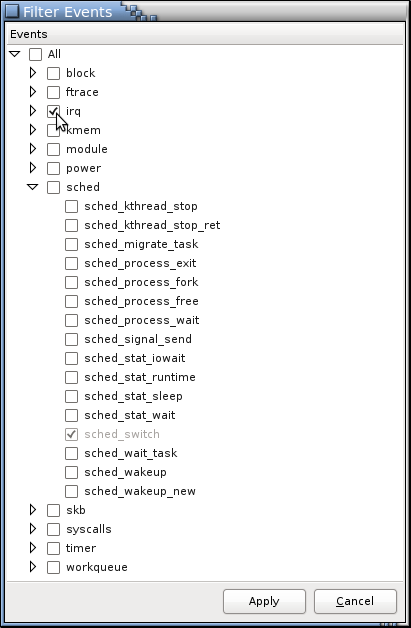 Filter Events
Events
All
block
ftrace
irq
kmem
module
power
sched
sched_kthread_stop
sched_kthread_stop_ret
sched_migrate_task
sched_process_exit
sched_process_fork
sched_process_free
sched_process_wait
sched_signal_send
sched_stat_iowait
sched_stat_runtime
sched_stat_sleep
sched_stat_wait
sched_switch
sched_wait_task
sched_wakeup
sched_wakeup_new
skb
syscalls
timer
workqueue
Apply Cancel